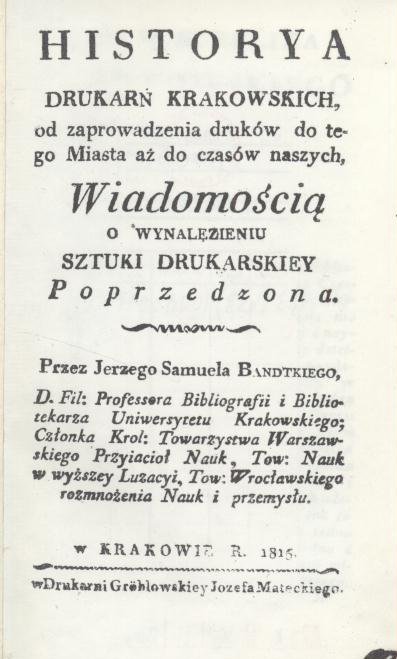 HISTORYA
DRUKARŃ KRAKOWSKICH,
od zaprowadzenia druków do te-
go Miasta aż do czasów naszych,
Wiadomością
O WYNALĘZIENIU
SZTUKI DRUKARSKIEY
Poprzedzona.
Przez Jerzego Samuela BANDTKIEGO,
D. Fil: Professora Bibliografii i Biblio-
tekarza Uniwersytetu Krakowskiego;
Członka Krol: Towarzystwa Warszaw-
skiego Przyiacioł Nauk, Tow: Nauk
w wyższey Luzacyi, Tow: Wrocławskiego
rozmnożenia Nauk i przemysłu.
w KRAKOWIE R. 1815.
w Drukarni Gröblowskiey Jozefa Mateckiego.